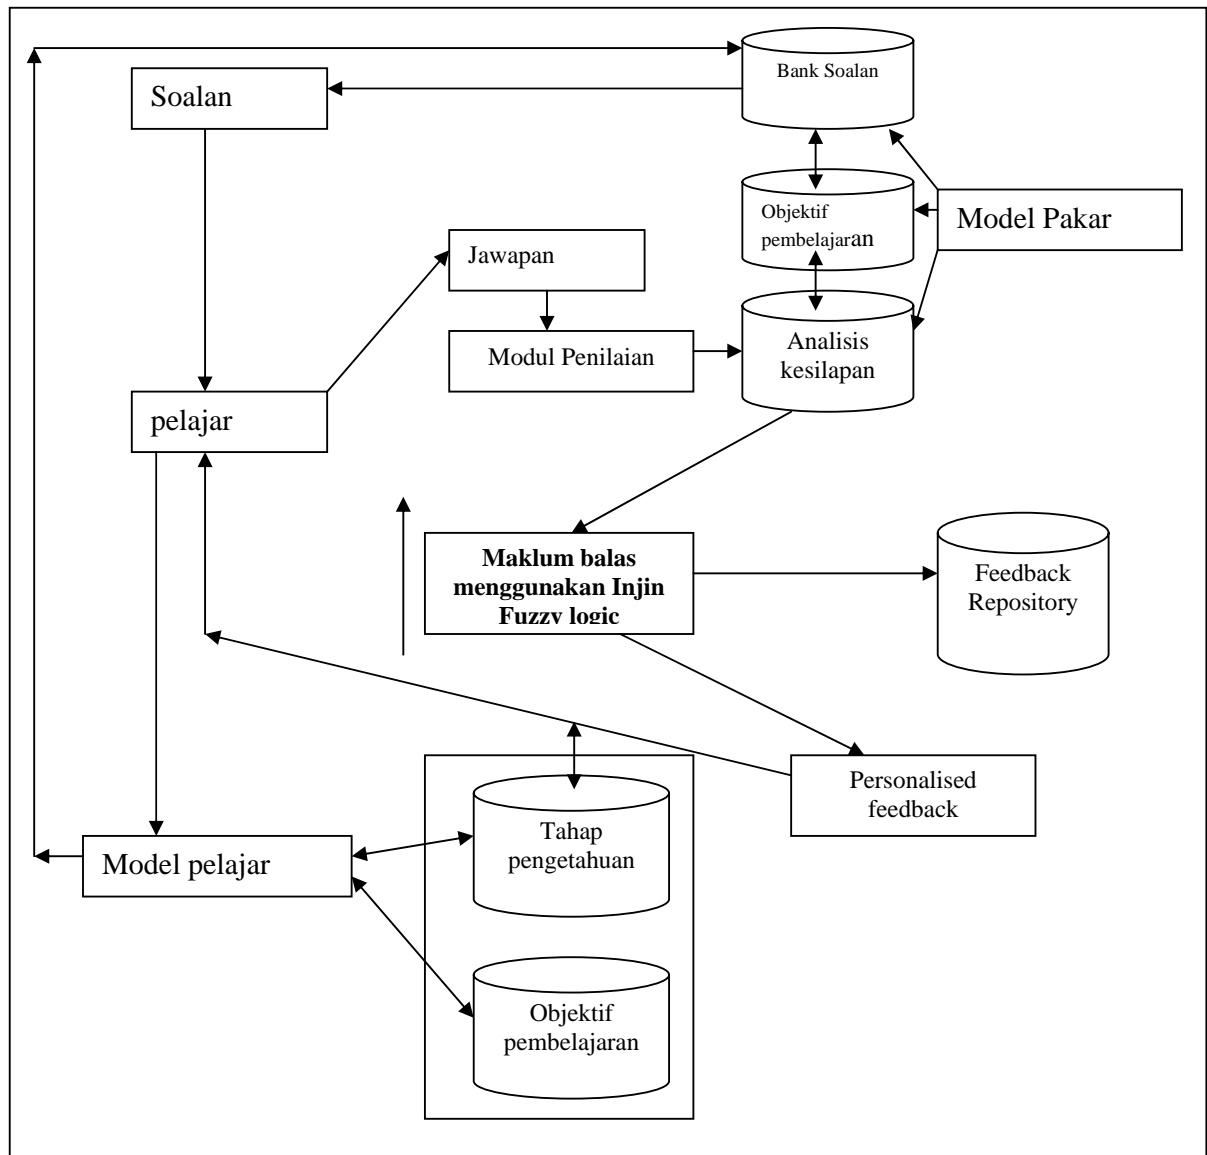 Bank Soalan
Soalan
Objektif
pembelajaran
Model Pakar
Jawapan
Modul Penilaian
Analisis
kesilapan
pelajar
Maklum balas
menggunakan Injin
Fuzzy logic
Feedback
Repository
Personalised
feedback
Tahap
pengetahuan
Model pelajar
Objektif
pembelajaran